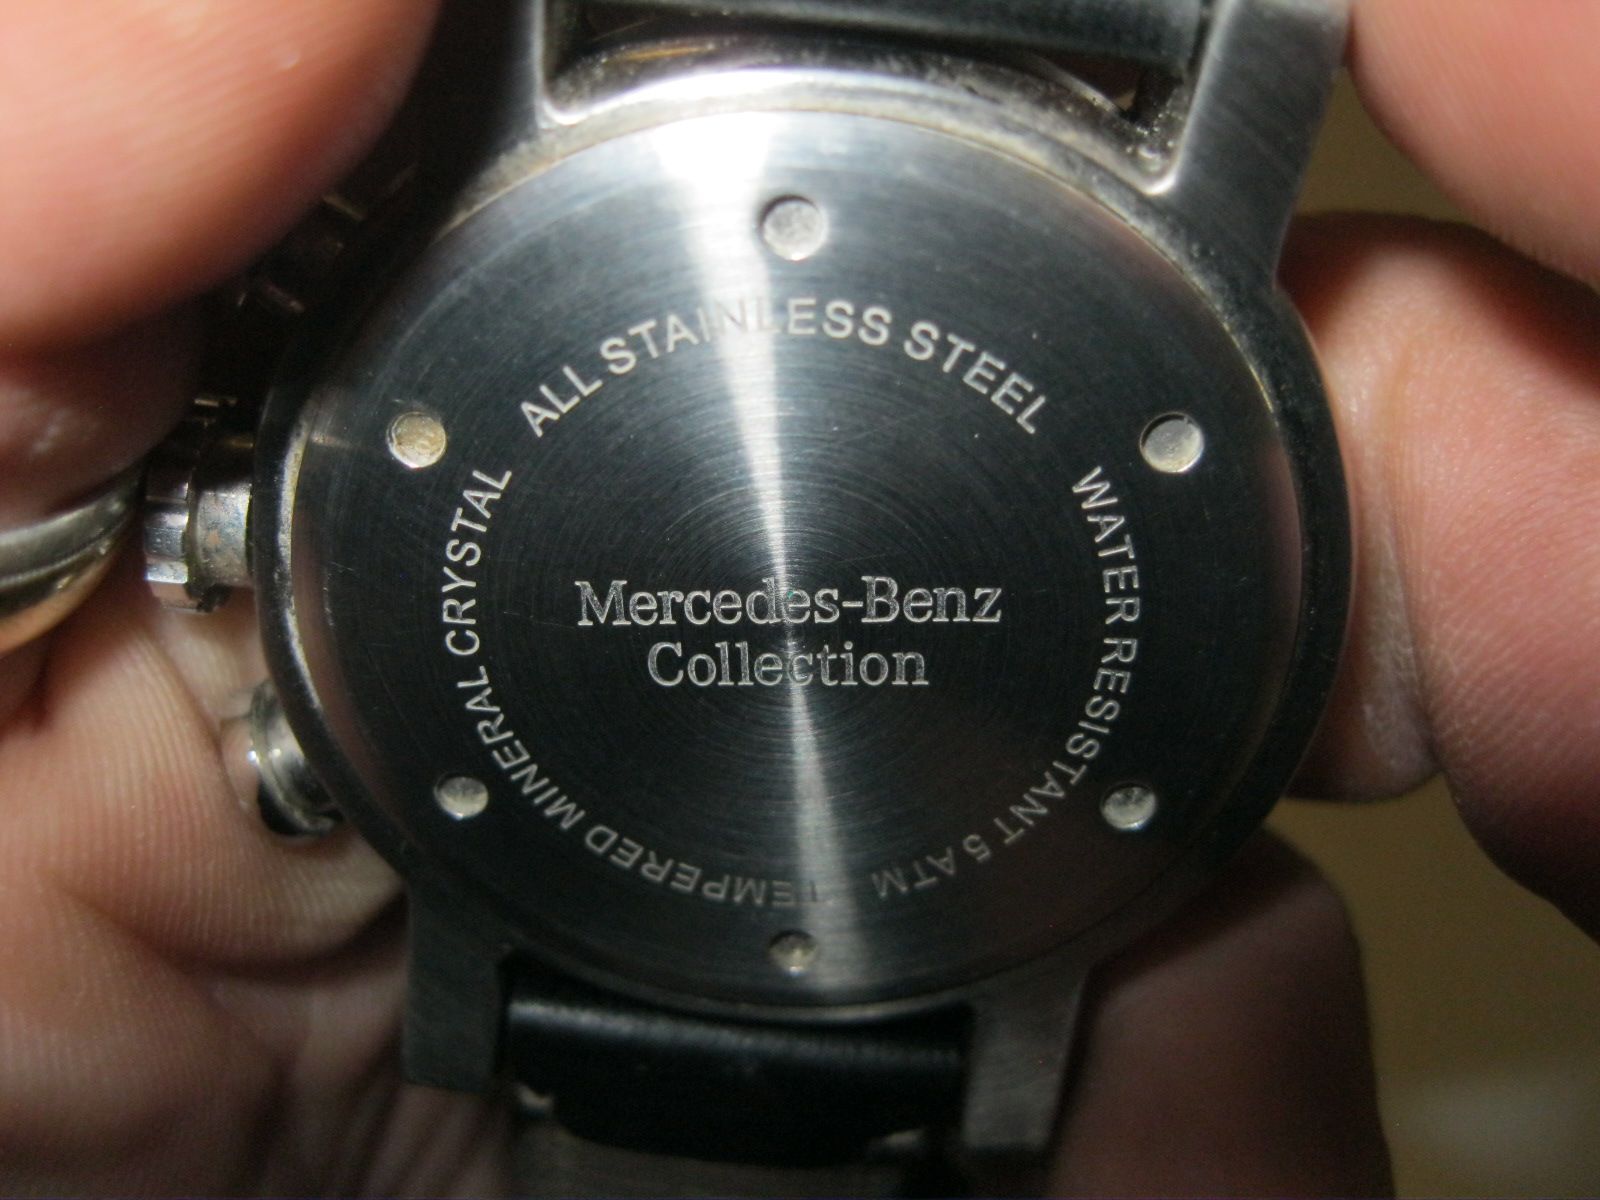 ALL STAINLESS STEEL
WATER RESISTANT 5 ATM
TEMPERED MINERAL CRYSTAL
Mercedes-Benz
Collection